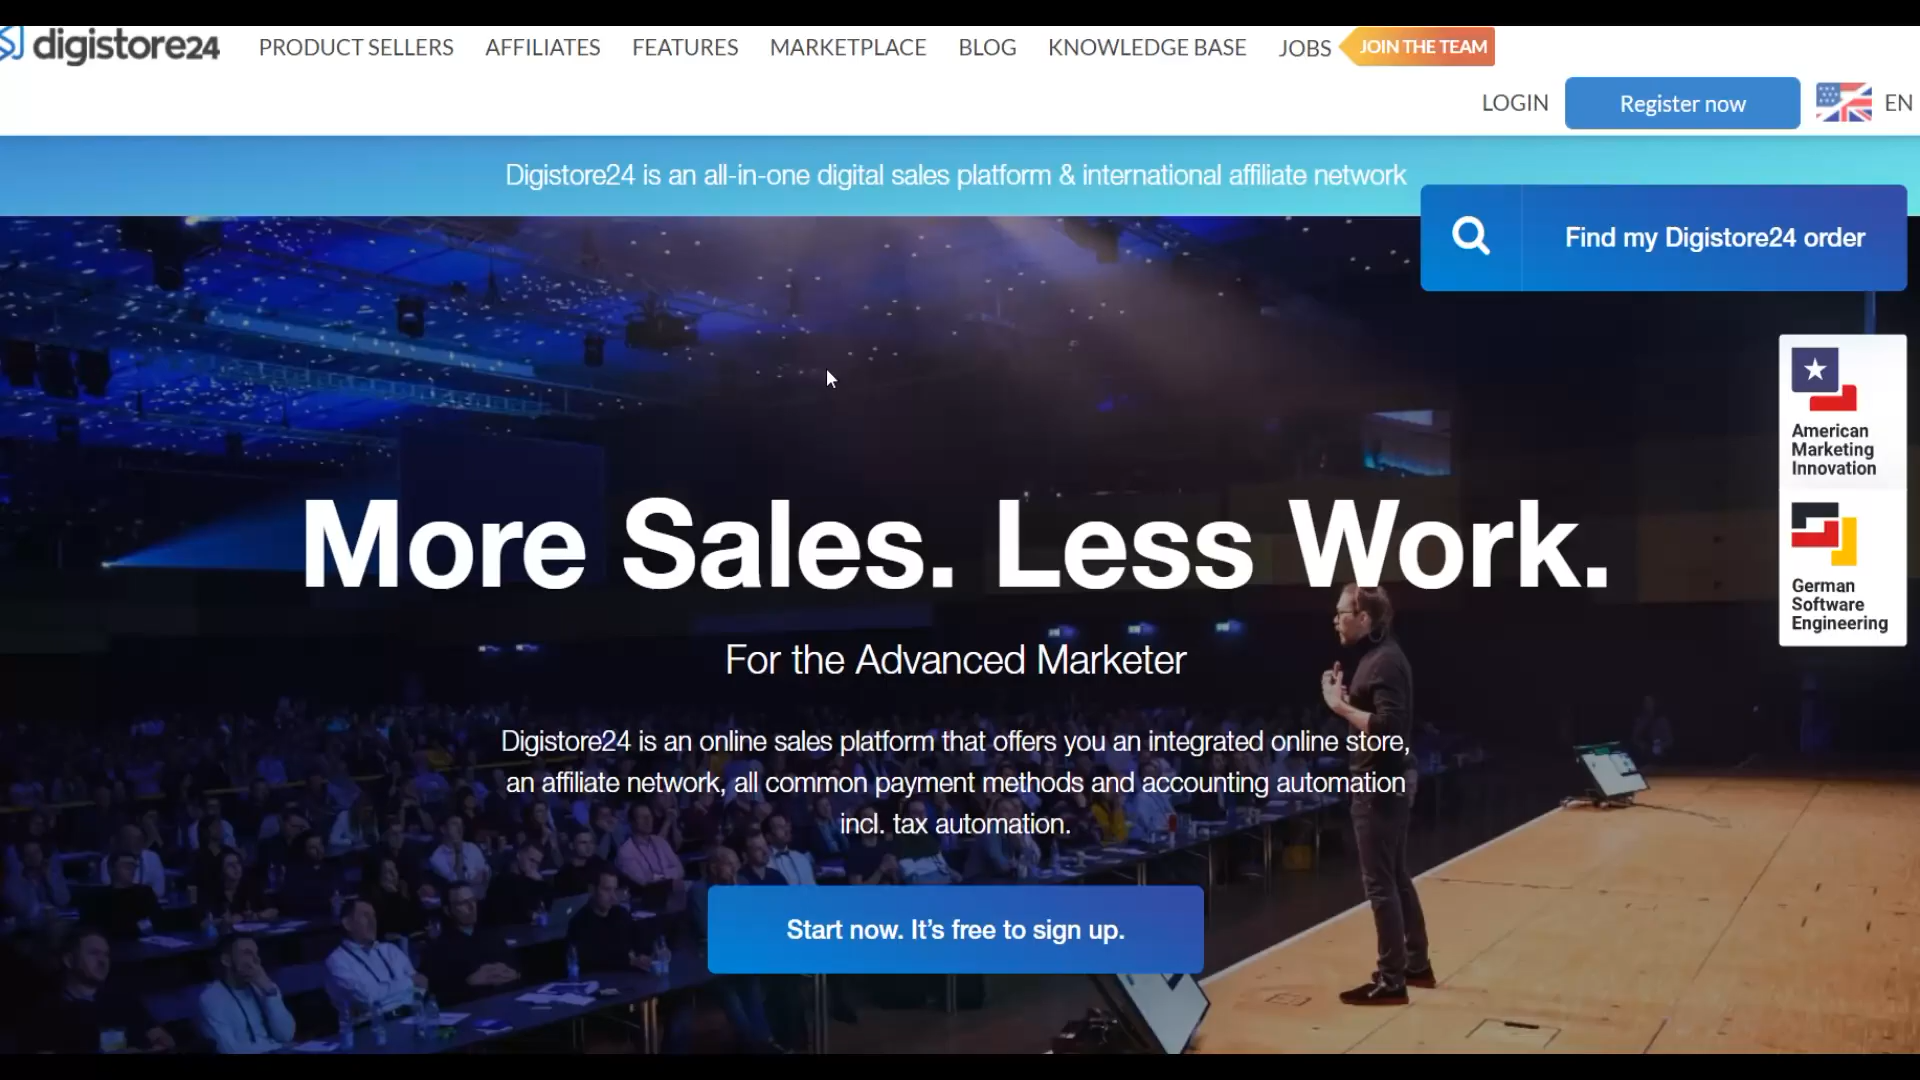 digistore24
PRODUCT SELLERS AFFILIATES FEATURES MARKETPLACE BLOG KNOWLEDGE BASE JOBS JOIN THE TEAM
LOGIN Register now EN
Digistore24 is an all-in-one digital sales platform & international affiliate network
Find my Digistore24 order
American
Marketing
Innovation
German
Software
Engineering
More Sales. Less Work.
For the Advanced Marketer
Digistore24 is an online sales platform that offers you an integrated online store,
an affiliate network, all common payment methods and accounting automation
incl. tax automation.
Start now. It’s free to sign up.